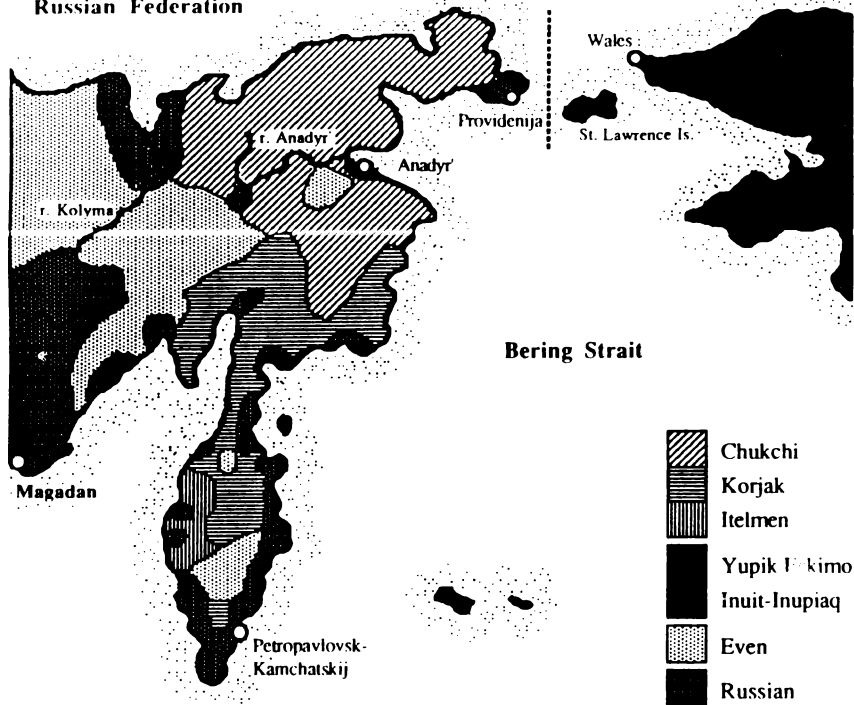 Russian Federation
Wales
Providenija
St. Lawrence Is.
r. Anadyr'
Anadyr'
r. Kolyma
Bering Strait
Magadan
Petropavlovsk-
Kamchatskij
Chukchi
Korjak
Itelmen
Yupik
Inuit-Inupiaq
Even
Russian